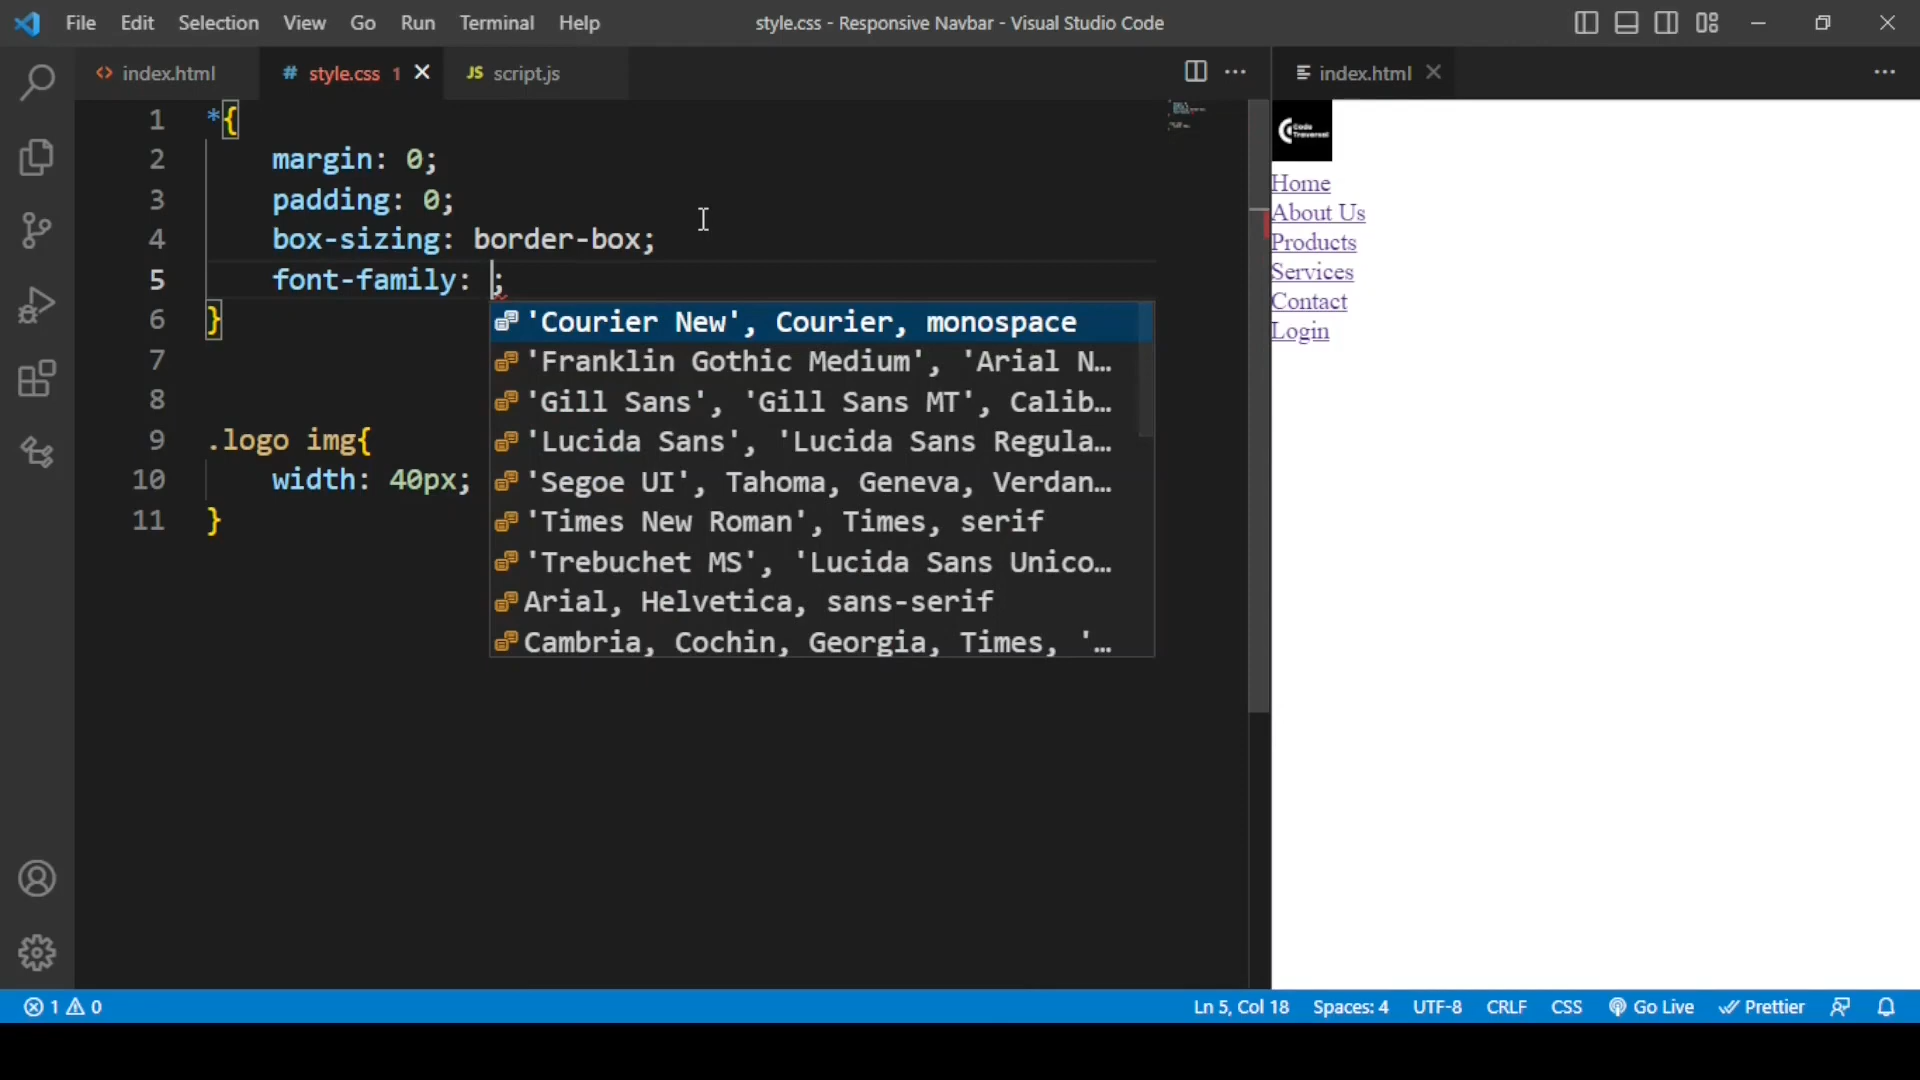 File Edit Selection View Go Run Terminal Help style.css - Responsive Navbar - Visual Studio Code
index.html # style.css 1 JS script.js index.html
1 *{
2 margin: 0;
3 padding: 0;
4 box-sizing: border-box;
5 font-family: ;
6 }
7
8
9 .logo img{
10 width: 40px;
11 }
'Courier New', Courier, monospace
'Franklin Gothic Medium', 'Arial N…
'Gill Sans', 'Gill Sans MT', Calib…
'Lucida Sans', 'Lucida Sans Regula…
'Segoe UI', Tahoma, Geneva, Verdan…
'Times New Roman', Times, serif
'Trebuchet MS', 'Lucida Sans Unico…
Arial, Helvetica, sans-serif
Cambria, Cochin, Georgia, Times, '…
Code
Traversal
Home
About Us
Products
Services
Contact
Login
1 0 Ln 5, Col 18 Spaces: 4 UTF-8 CRLF CSS Go Live Prettier